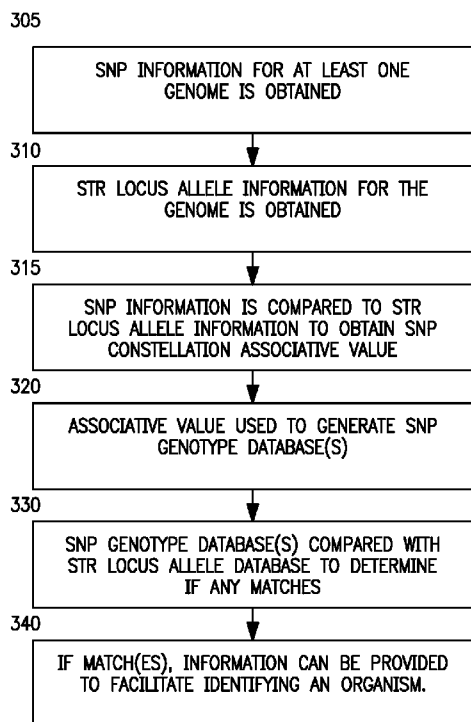 305
SNP INFORMATION FOR AT LEAST ONE
GENOME IS OBTAINED
310
STR LOCUS ALLELE INFORMATION FOR THE
GENOME IS OBTAINED
315
SNP INFORMATION IS COMPARED TO STR
LOCUS ALLELE INFORMATION TO OBTAIN SNP
CONSTELLATION ASSOCIATIVE VALUE
320
ASSOCIATIVE VALUE USED TO GENERATE SNP
GENOTYPE DATABASE(S)
330
SNP GENOTYPE DATABASE(S) COMPARED WITH
STR LOCUS ALLELE DATABASE TO DETERMINE
IF ANY MATCHES
340
IF MATCH(ES), INFORMATION CAN BE PROVIDED
TO FACILITATE IDENTIFYING AN ORGANISM.